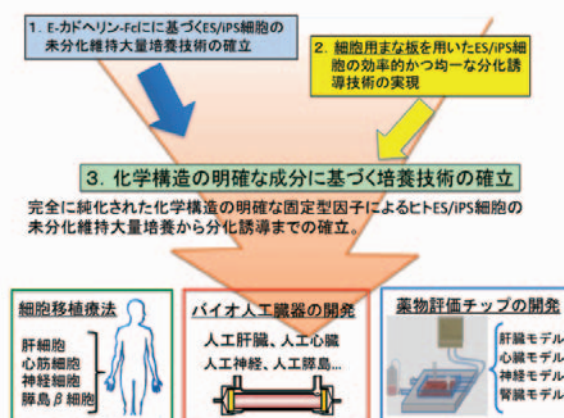 1. E-カドヘリン-Fcにに基づくES/iPS細胞の
未分化維持大量培養技術の確立
2. 細胞用まな板を用いたES/iPS細
胞の効率的かつ均一な分化誘
導技術の実現
3. 化学構造の明確な成分に基づく培養技術の確立
完全に純化された化学構造の明確な固定型因子によるヒトES/iPS細胞の
未分化維持大量培養から分化誘導までの確立。
細胞移植療法
肝細胞
心筋細胞
神経細胞
膵島β細胞
バイオ人工臓器の開発
人工肝臓、人工心臓
人工神経、人工膵島...
薬物評価チップの開発
肝臓モデル
心臓モデル
神経モデル
腎臓モデル